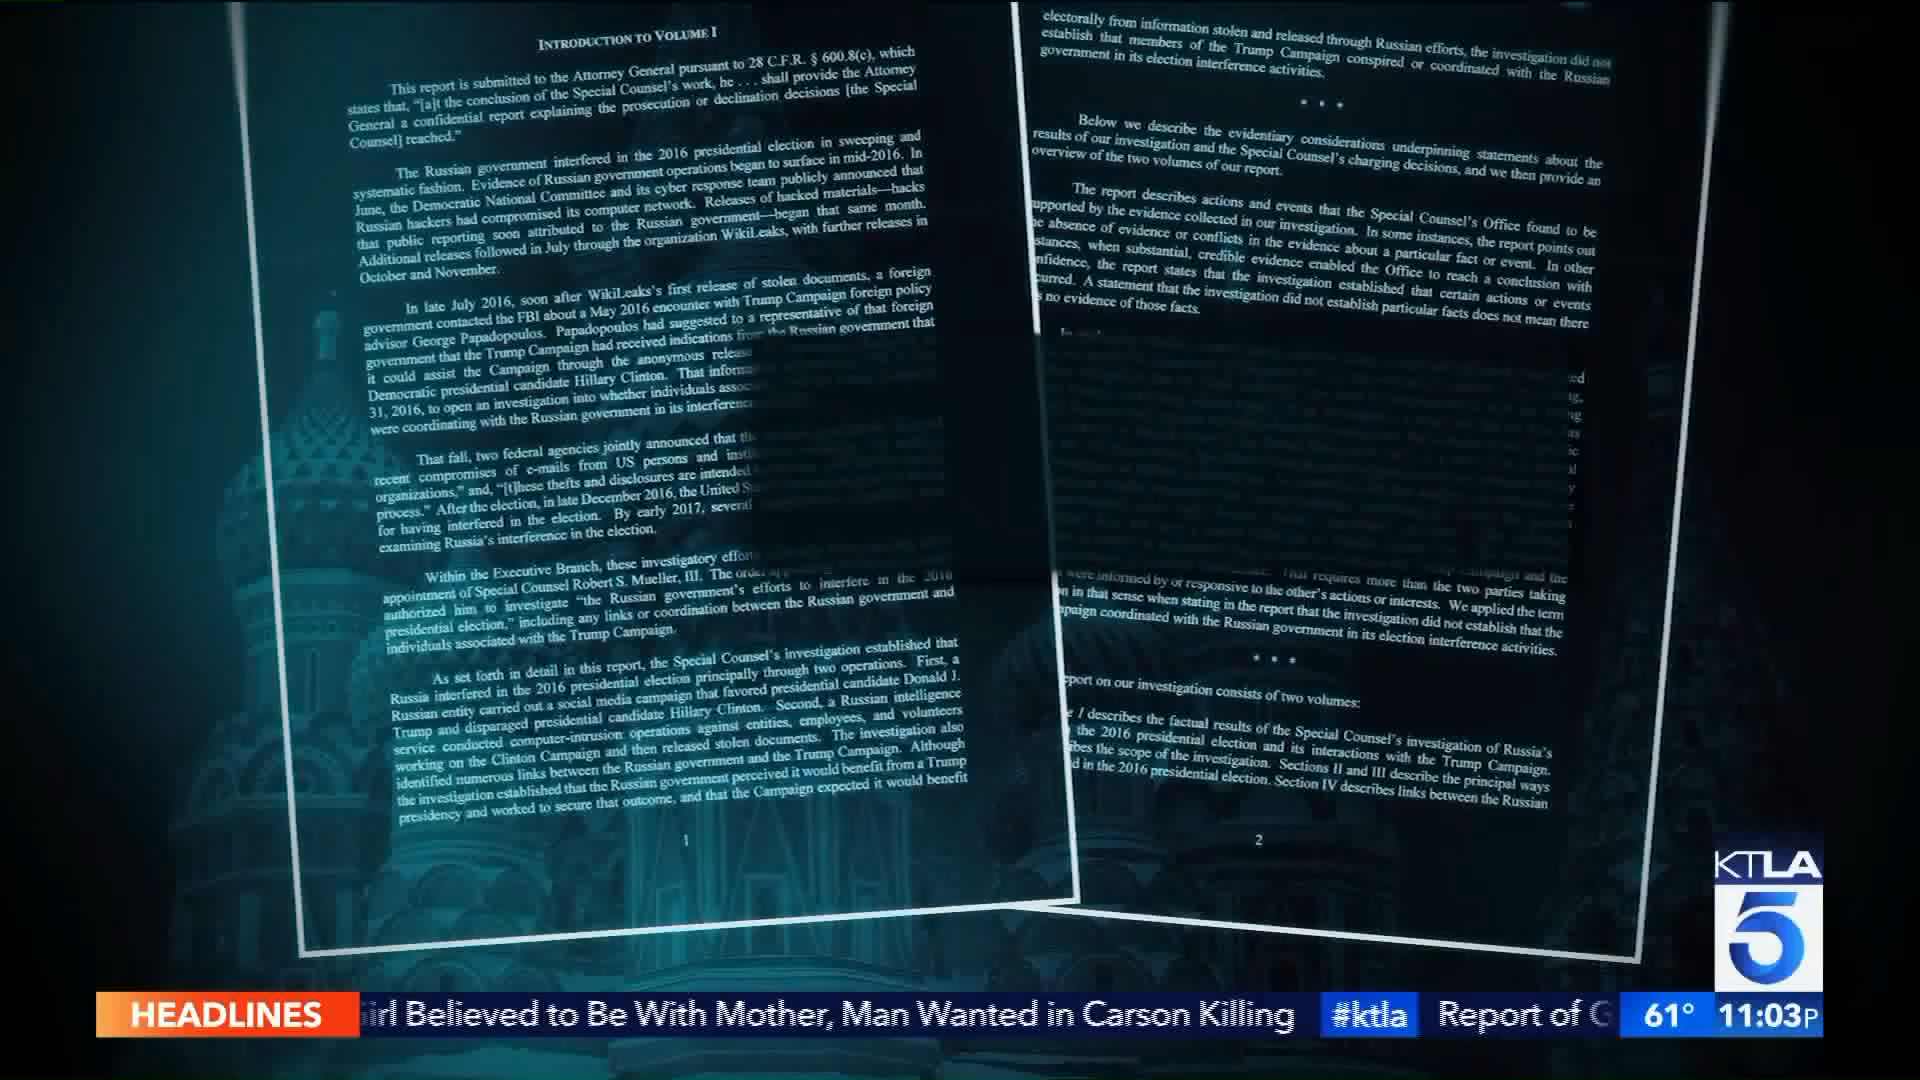 INTRODUCTION TO VOLUME I
This report is submitted to the Attorney General pursuant to 28 C.F.R. § 600.8(c), which
states that, "[a]t the conclusion of the Special Counsel's work, he . . . shall provide the Attorney
General a confidential report explaining the prosecution or declination decisions [the Special
Counsel] reached."
The Russian government interfered in the 2016 presidential election in sweeping and
systematic fashion. Evidence of Russian government operations began to surface in mid-2016. In
June, the Democratic National Committee and its cyber response team publicly announced that
Russian hackers had compromised its computer network. Releases of hacked materials—hacks
that public reporting soon attributed to the Russian government—began that same month.
Additional releases followed in July through the organization WikiLeaks, with further releases in
October and November.
In late July 2016, soon after WikiLeaks's first release of stolen documents, a foreign
government contacted the FBI about a May 2016 encounter with Trump Campaign foreign policy
advisor George Papadopoulos. Papadopoulos had suggested to a representative of that foreign
government that the Trump Campaign had received indications from the Russian government that
it could assist the Campaign through the anonymous
Democratic presidential candidate Hillary Clinton. That
31, 2016, to open an investigation into whether individuals
were coordinating with the Russian government in its
That fall, two federal agencies jointly announced that
recent compromises of e-mails from US persons and
organizations," and, "[t]hese thefts and disclosures are intended
process." After the election, in late December 2016, the United
for having interfered in the election. By early 2017,
examining Russia's interference in the election.
Within the Executive Branch, these investigatory
appointment of Special Counsel Robert S. Mueller, III. The order
authorized him to investigate "the Russian government's efforts to interfere in the 2016
presidential election," including any links or coordination between the Russian government and
individuals associated with the Trump Campaign.
As set forth in detail in this report, the Special Counsel's investigation established that
Russia interfered in the 2016 presidential election principally through two operations. First, a
Russian entity carried out a social media campaign that favored presidential candidate Donald J.
Trump and disparaged presidential candidate Hillary Clinton. Second, a Russian intelligence
service conducted computer-intrusion operations against entities, employees, and volunteers
working on the Clinton Campaign and then released stolen documents. The investigation also
identified numerous links between the Russian government and the Trump Campaign. Although
the investigation established that the Russian government perceived it would benefit from a Trump
presidency and worked to secure that outcome, and that the Campaign expected it would benefit
1
electorally from information stolen and released through Russian efforts, the investigation did not
establish that members of the Trump Campaign conspired or coordinated with the Russian
government in its election interference activities.
* * *
Below we describe the evidentiary considerations underpinning statements about the
results of our investigation and the Special Counsel's charging decisions, and we then provide an
overview of the two volumes of our report.
The report describes actions and events that the Special Counsel's Office found to be
upported by the evidence collected in our investigation. In some instances, the report points out
e absence of evidence or conflicts in the evidence about a particular fact or event. In other
stances, when substantial, credible evidence enabled the Office to reach a conclusion with
nfidence, the report states that the investigation established that certain actions or events
curred. A statement that the investigation did not establish particular facts does not mean there
s no evidence of those facts.
and the
were informed by or responsive to the other's actions or interests. We applied the term
n in that sense when stating in the report that the investigation did not establish that the
paign coordinated with the Russian government in its election interference activities.
* * *
eport on our investigation consists of two volumes:
e I describes the factual results of the Special Counsel's investigation of Russia's
the 2016 presidential election and its interactions with the Trump Campaign.
ibes the scope of the investigation. Sections II and III describe the principal ways
d in the 2016 presidential election. Section IV describes links between the Russian
2
KTLA
5
HEADLINES
irl Believed to Be With Mother, Man Wanted in Carson Killing
#ktla
Report of
61°
11:03P